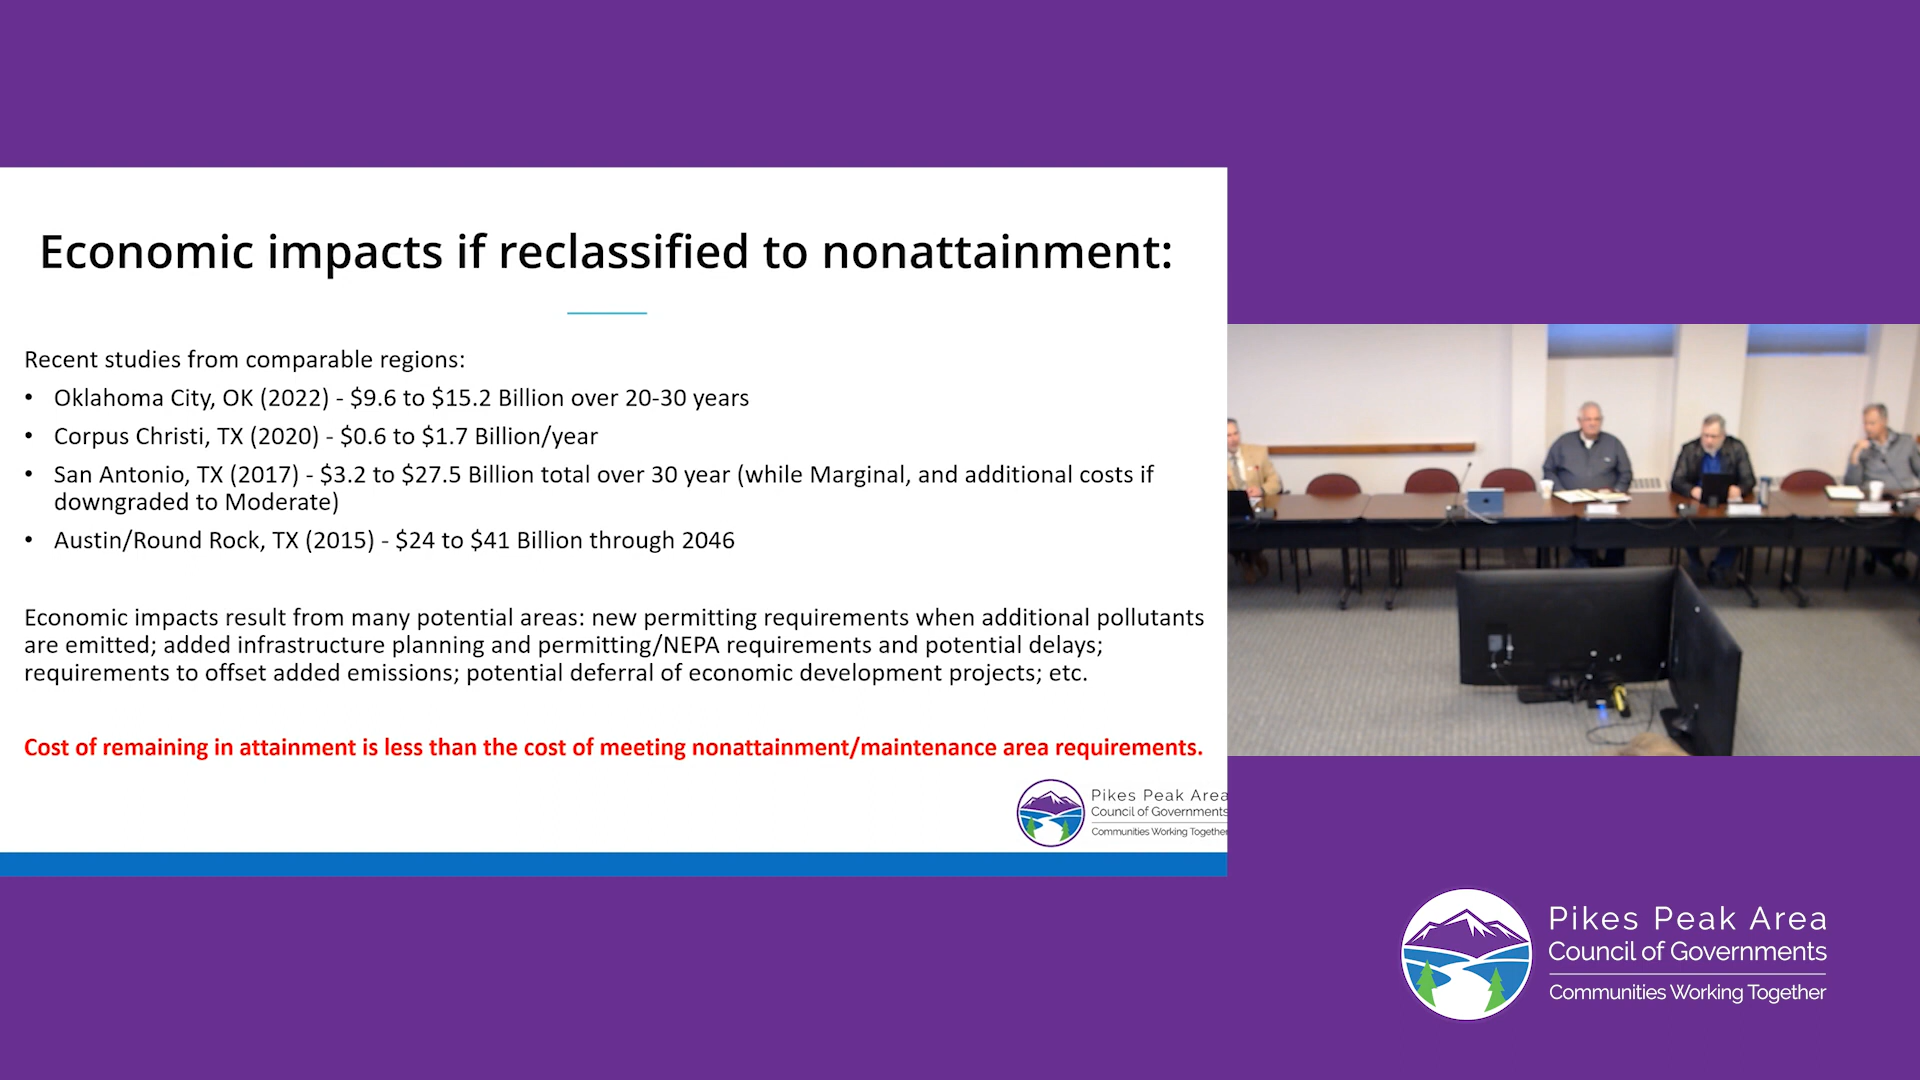 Economic impacts if reclassified to nonattainment:
Recent studies from comparable regions:
• Oklahoma City, OK (2022) - $9.6 to $15.2 Billion over 20-30 years
• Corpus Christi, TX (2020) - $0.6 to $1.7 Billion/year
• San Antonio, TX (2017) - $3.2 to $27.5 Billion total over 30 year (while Marginal, and additional costs if
downgraded to Moderate)
• Austin/Round Rock, TX (2015) - $24 to $41 Billion through 2046
Economic impacts result from many potential areas: new permitting requirements when additional pollutants
are emitted; added infrastructure planning and permitting/NEPA requirements and potential delays;
requirements to offset added emissions; potential deferral of economic development projects; etc.
Cost of remaining in attainment is less than the cost of meeting nonattainment/maintenance area requirements.
Pikes Peak Area
Council of Governments
Communities Working Together
Pikes Peak Area
Council of Governments
Communities Working Together